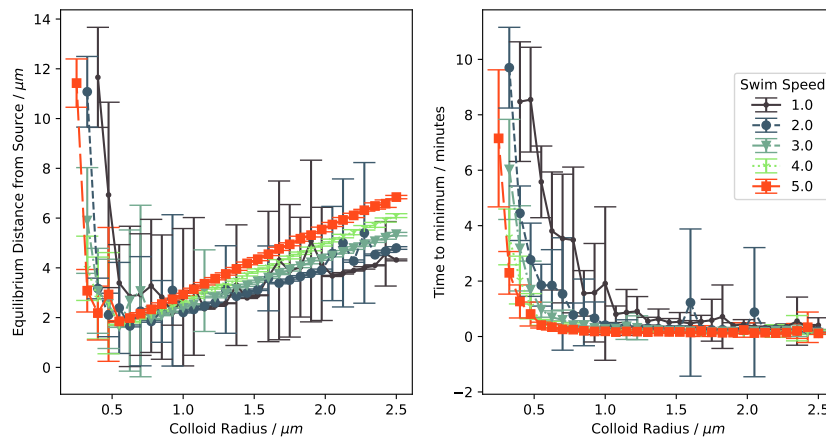 14
12
10
8
6
4
2
0
Equilibrium Distance from Source / μm
0.5 1.0 1.5 2.0 2.5
Colloid Radius / μm
10
8
6
4
2
0
−2
Time to minimum / minutes
0.5 1.0 1.5 2.0 2.5
Colloid Radius / μm
Swim Speed
1.0
2.0
3.0
4.0
5.0